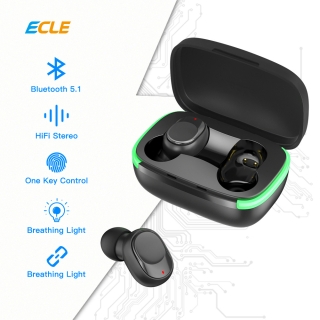 ECLE
Bluetooth 5.1
HiFi Stereo
One Key Control
Breathing Light
Breathing Light